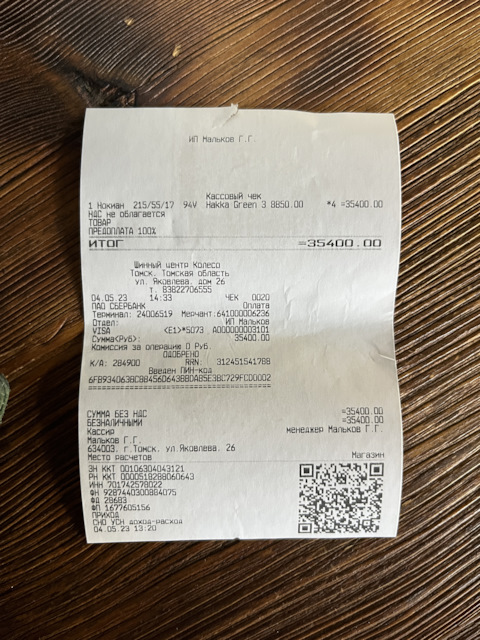 ИП Мальков Г.Г.
Кассовый чек
1 Нокиан 215/55/17 94V Hakka Green 3 8850.00 *4 =35400.00
НДС не облагается
ТОВАР
ПРЕДОПЛАТА 100%
ИТОГ =35400.00
Шинный центр Колесо
Томск. Томская область
ул. Яковлева. дом 26
т. 83822706555
04.05.23 14:33 ЧЕК 0020
ПАО СБЕРБАНК Оплата
Терминал: 24006519 Мерчант:641000006236
Отдел: ИП Мальков
VISA <E1>*5073 A0000000003101
Сумма<Руб>: 35400.00
Комиссия за операцию 0 Руб.
ОДОБРЕНО
К/А: 284900 RRN: 312451541788
Введен ПИН-код
СУММА БЕЗ НДС =35400.00
БЕЗНАЛИЧНЫМИ =35400.00
Кассир менеджер Мальков Г.Г.
Мальков Г.Г.
634003. г.Томск. ул.Яковлева. 26
Место расчетов Магазин
ЗН ККТ 00106304043121
РН ККТ 0000518288060643
ИНН 701742578022
ФН 9287440300884075
ФД 28683
ФП 1677605156
ПРИХОД
СНО УСН доход-расход
04.05.23 13:20